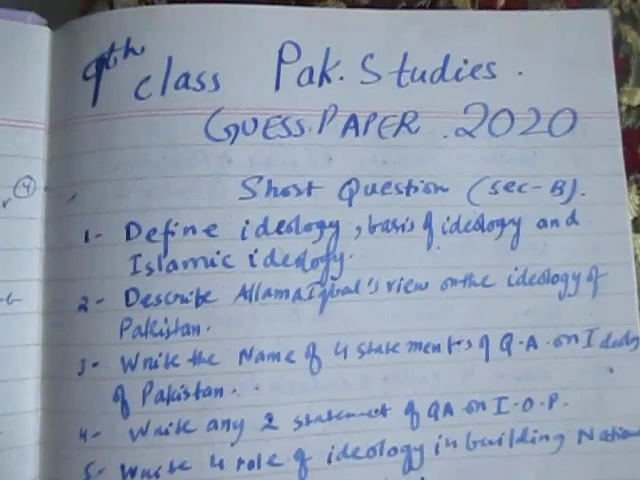 9th class Pak. Studies.
GUESS.PAPER.2020
Short Question (sec-B).
1- Define ideology, basis of ideology and
Islamic ideology.
2- Describe Allama Iqbal's view on the ideology of
Pakistan.
3- Write the Name of 4 statements of Q.A. on Ideology
of Pakistan..
4- Write any 2 statement of QA on I.O.P.
5- Write 4 role of ideology in building Nation